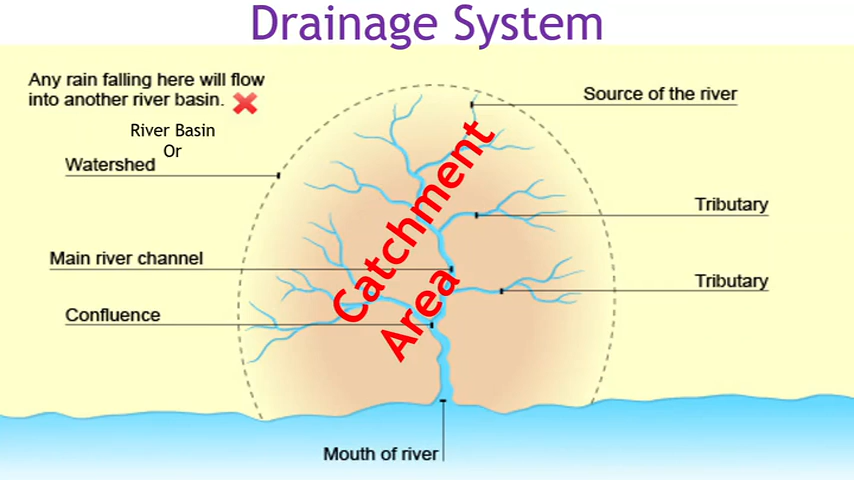 Drainage System
Any rain falling here will flow
into another river basin.
River Basin
Or
Watershed
Source of the river
Tributary
Main river channel
Tributary
Confluence
Catchment
Area
Mouth of river